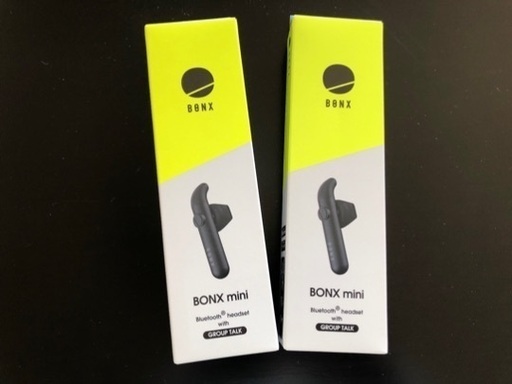 BONX
BONX mini
Bluetooth® headset
with
GROUP TALK
BONX
BONX mini
Bluetooth® headset
with
GROUP TALK